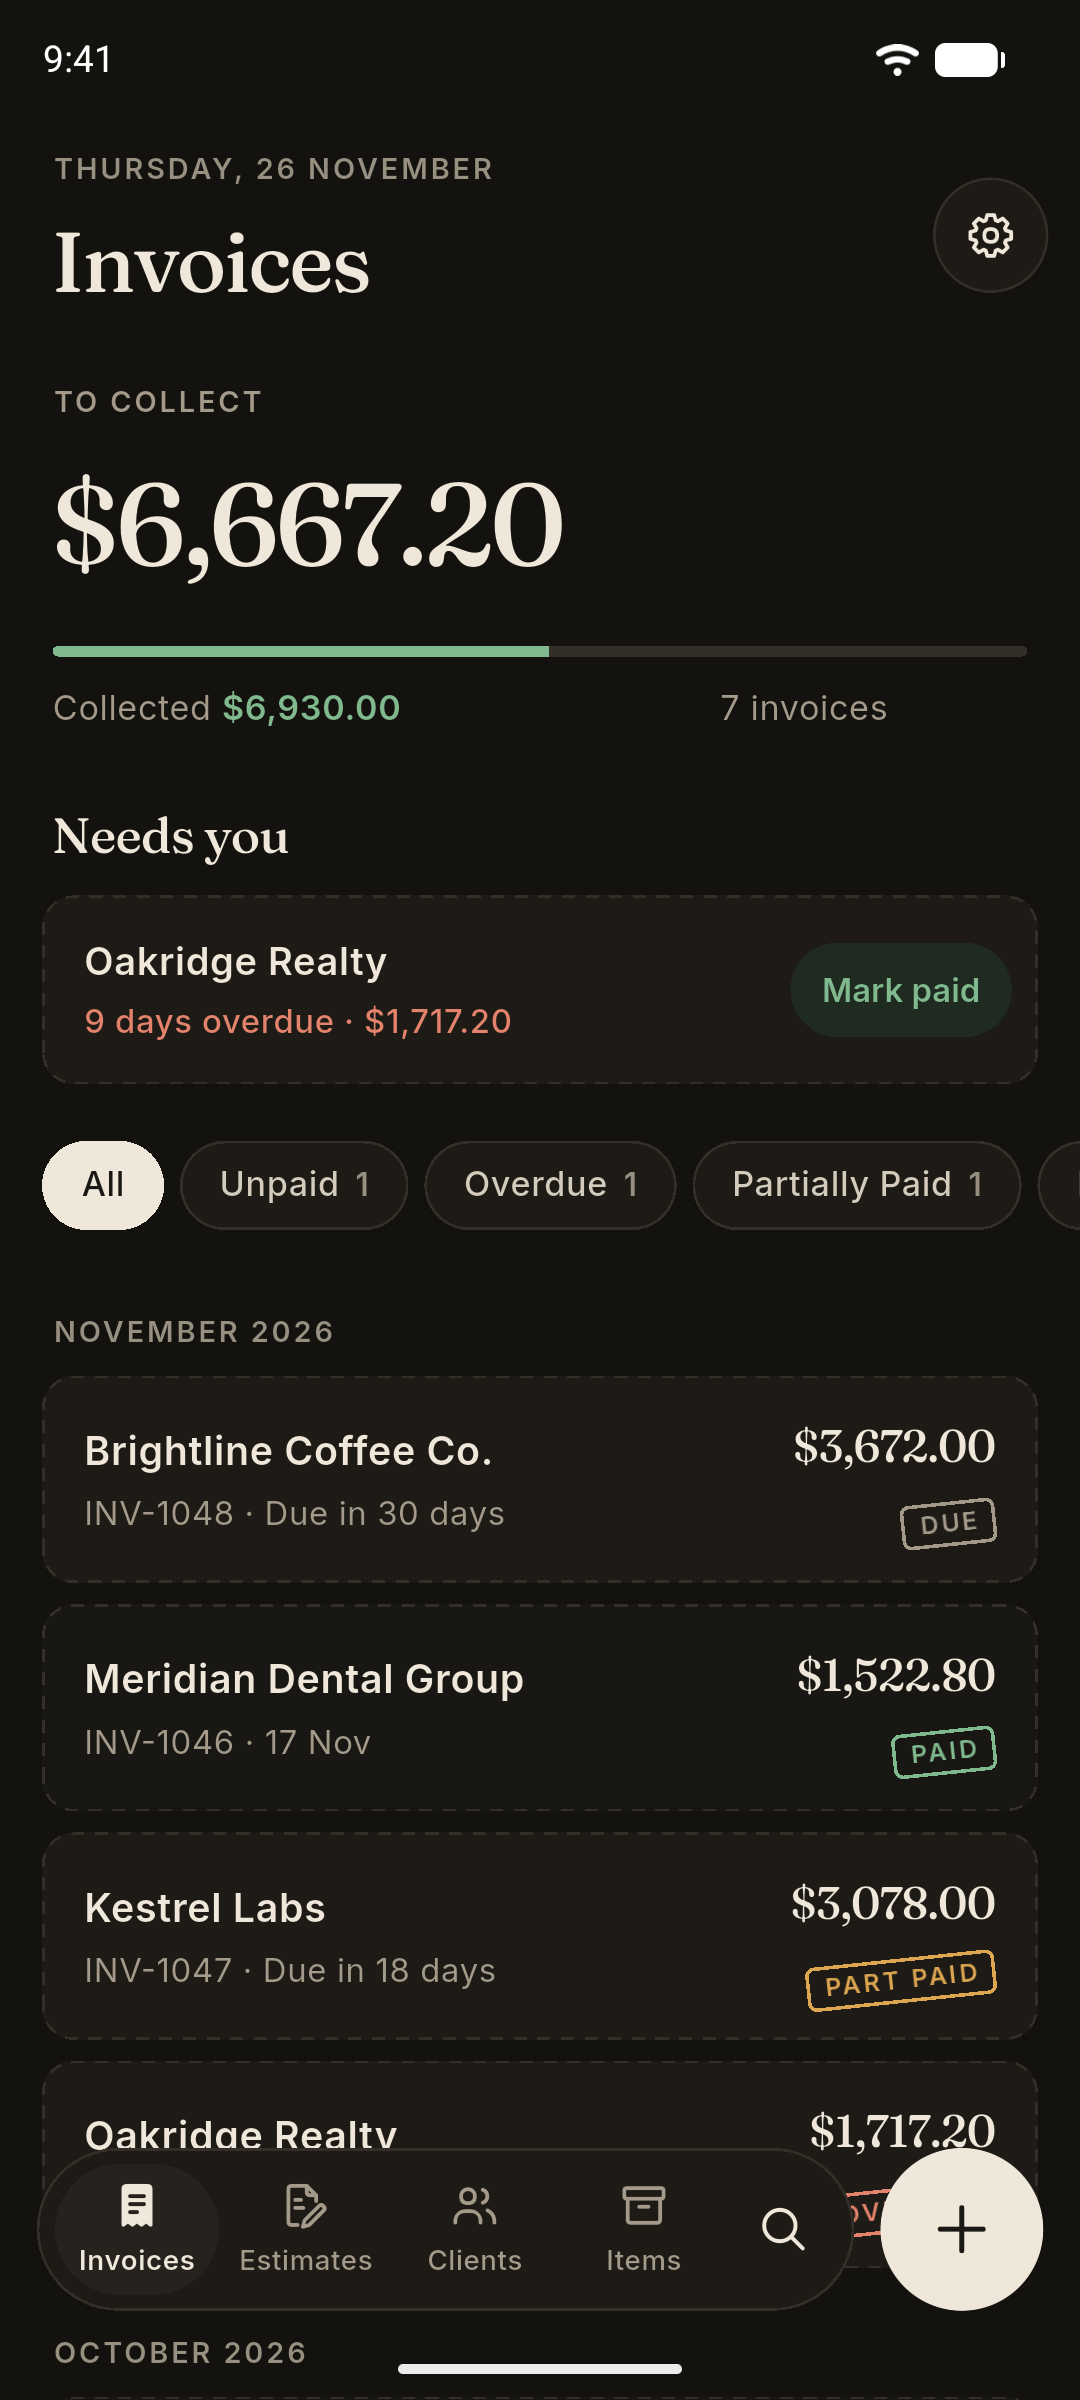 9:41
THURSDAY, 26 NOVEMBER
Invoices
TO COLLECT
$6,667.20
Collected $6,930.00
7 invoices
Needs you
Oakridge Realty
9 days overdue · $1,717.20
Mark paid
All
Unpaid 1
Overdue 1
Partially Paid 1
NOVEMBER 2026
Brightline Coffee Co.
$3,672.00
INV-1048 · Due in 30 days
DUE
Meridian Dental Group
$1,522.80
INV-1046 · 17 Nov
PAID
Kestrel Labs
$3,078.00
INV-1047 · Due in 18 days
PART PAID
Oakridge Realty
$1,717.20
Invoices
Estimates
Clients
Items
OCTOBER 2026